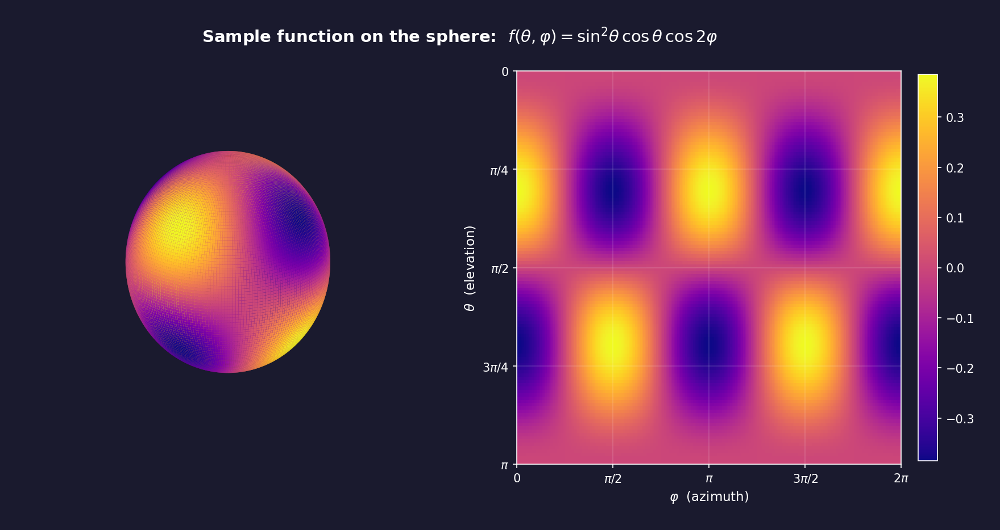 Sample function on the sphere: f(θ, φ) = sin²θ cos θ cos 2φ
0
π/4
π/2
3π/4
π
θ (elevation)
0
π/2
π
3π/2
2π
φ (azimuth)
0.3
0.2
0.1
0.0
−0.1
−0.2
−0.3